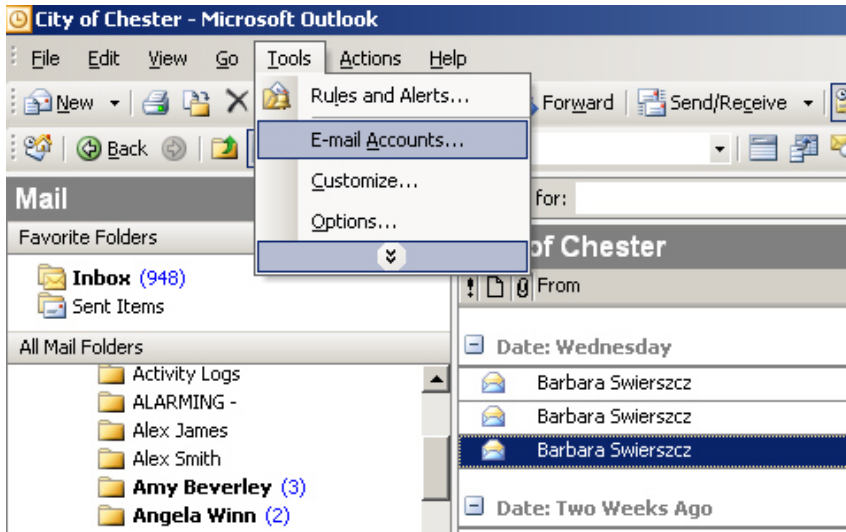 City of Chester - Microsoft Outlook
File Edit View Go Tools Actions Help
New Forward Send/Receive
Rules and Alerts...
E-mail Accounts...
Back
Customize...
Options...
Mail
for:
Favorite Folders
of Chester
Inbox (948)
! From
Sent Items
All Mail Folders
Date: Wednesday
Activity Logs
Barbara Swierszcz
ALARMING -
Barbara Swierszcz
Alex James
Alex Smith
Barbara Swierszcz
Amy Beverley (3)
Angela Winn (2)
Date: Two Weeks Ago